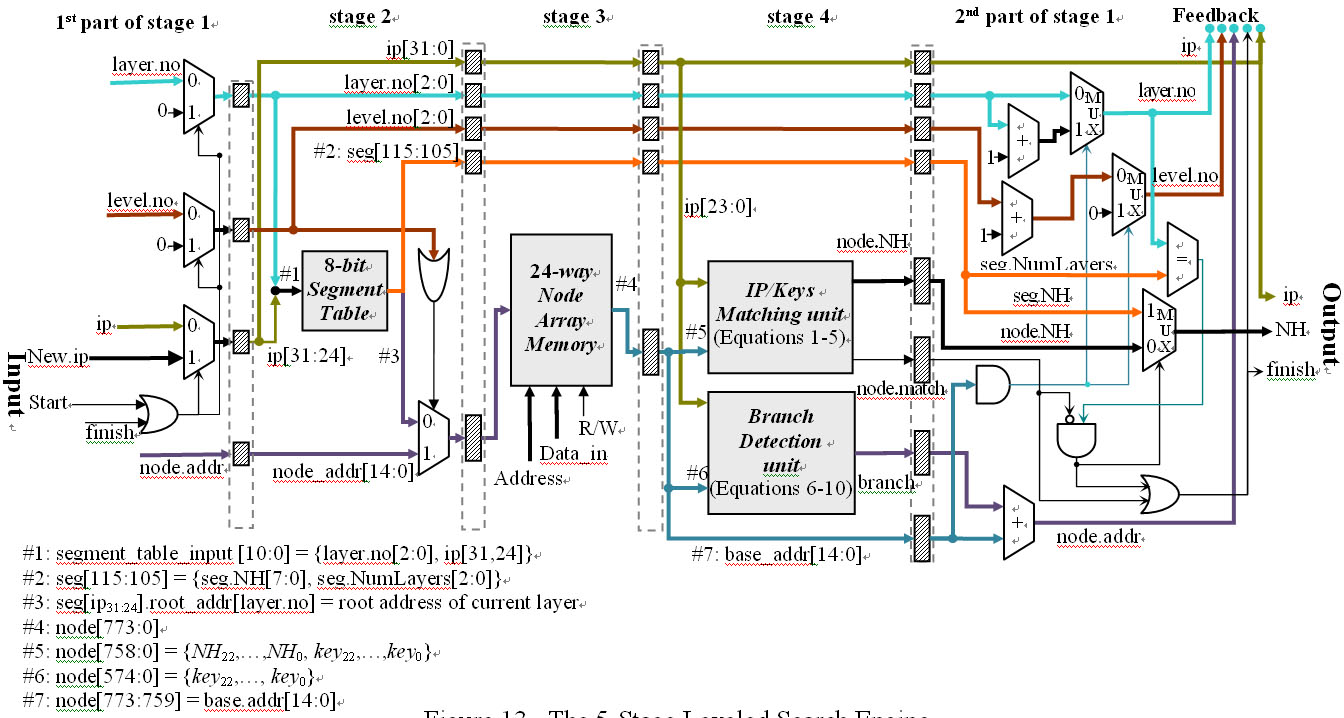 1st part of stage 1
stage 2
stage 3
stage 4
2nd part of stage 1
Feedback
layer.no
0
0
1
level.no
0
0
1
ip
0
New.ip
1
Input
Start
finish
node.addr
ip[31:0]
layer.no[2:0]
level.no[2:0]
#2: seg[115:105]
#1
8-bit
Segment
Table
ip[31:24]
#3
0
1
node_addr[14:0]
24-way
Node
Array
Memory
#4
R/W
Data_in
Address
ip[23:0]
#5
IP/Keys
Matching unit
(Equations 1-5)
#6
Branch
Detection
unit
(Equations 6-10)
node.NH
node.match
branch
#7: base_addr[14:0]
ip
layer.no
0 M
U
1 X
+
1
level.no
0 M
U
0 1 X
+
1
seg.NumLayers
=
seg.NH
node.NH
1 M
U
0 X
ip
NH
finish
Output
+
node.addr
#1: segment_table_input [10:0] = {layer.no[2:0], ip[31,24]}
#2: seg[115:105] = {seg.NH[7:0], seg.NumLayers[2:0]}
#3: seg[ip31:24].root_addr[layer.no] = root address of current layer
#4: node[773:0]
#5: node[758:0] = {NH22,…,NH0, key22,…,key0}
#6: node[574:0] = {key22,…, key0}
#7: node[773:759] = base.addr[14:0]